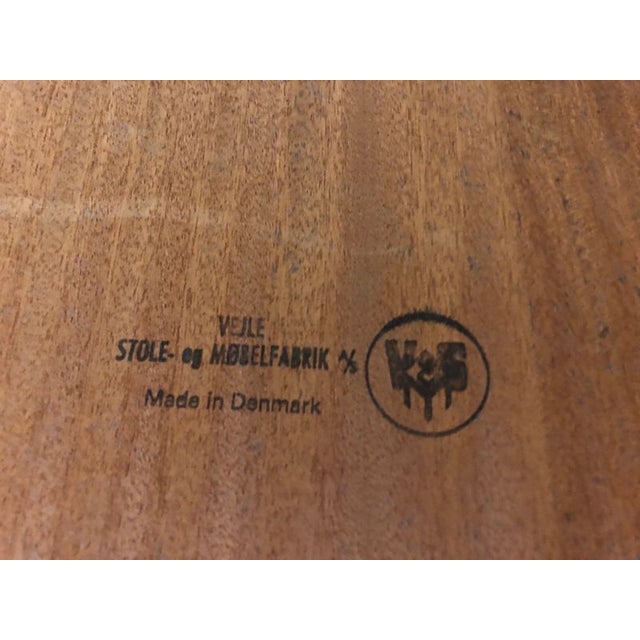 VEJLE
STOLE- og MØBELFABRIK A/S
Made in Denmark